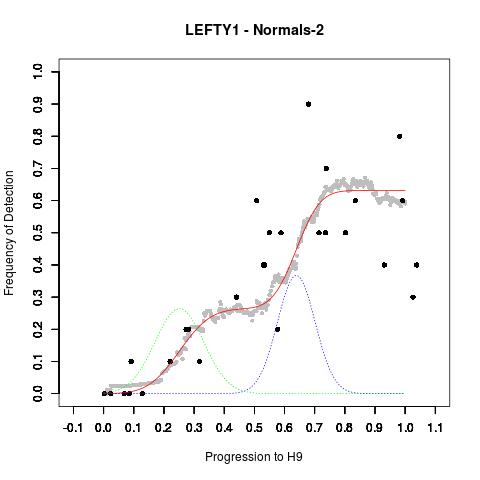 LEFTY1 - Normals-2
Frequency of Detection
1.0
0.9
0.8
0.7
0.6
0.5
0.4
0.3
0.2
0.1
0.0
-0.1 0.0 0.1 0.2 0.3 0.4 0.5 0.6 0.7 0.8 0.9 1.0 1.1
Progression to H9